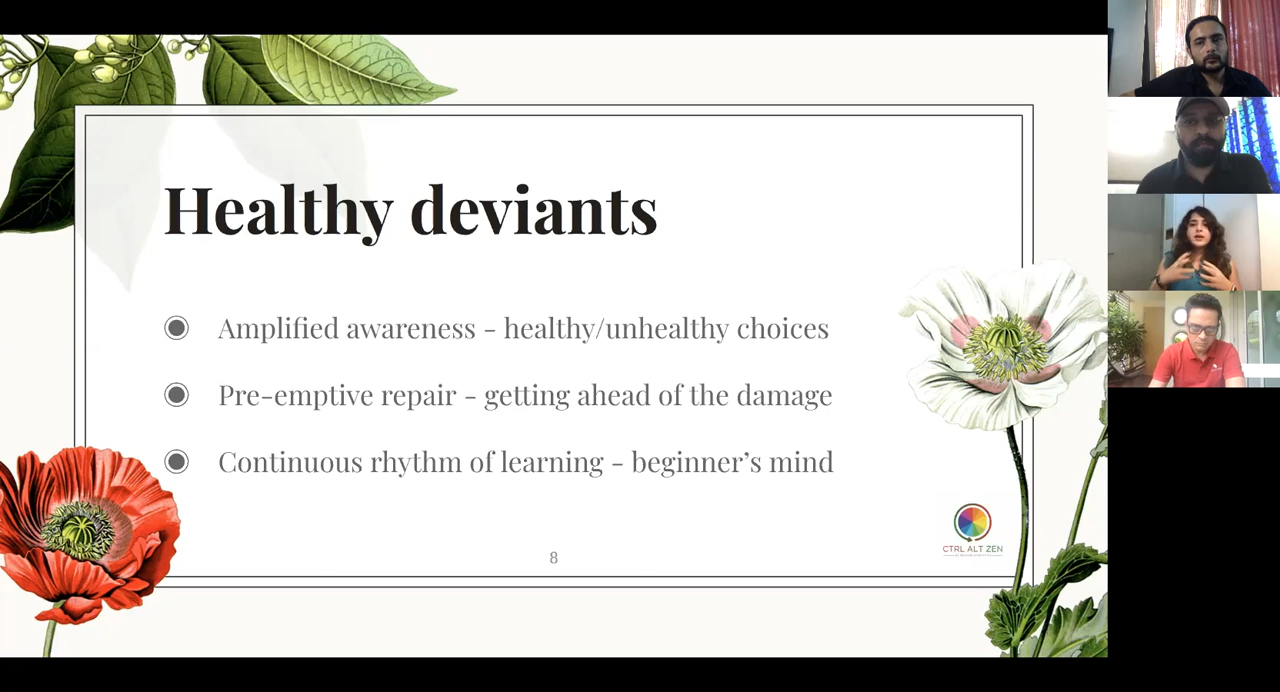 Healthy deviants
Amplified awareness - healthy/unhealthy choices
Pre-emptive repair - getting ahead of the damage
Continuous rhythm of learning - beginner's mind
CTRL ALT ZEN
8